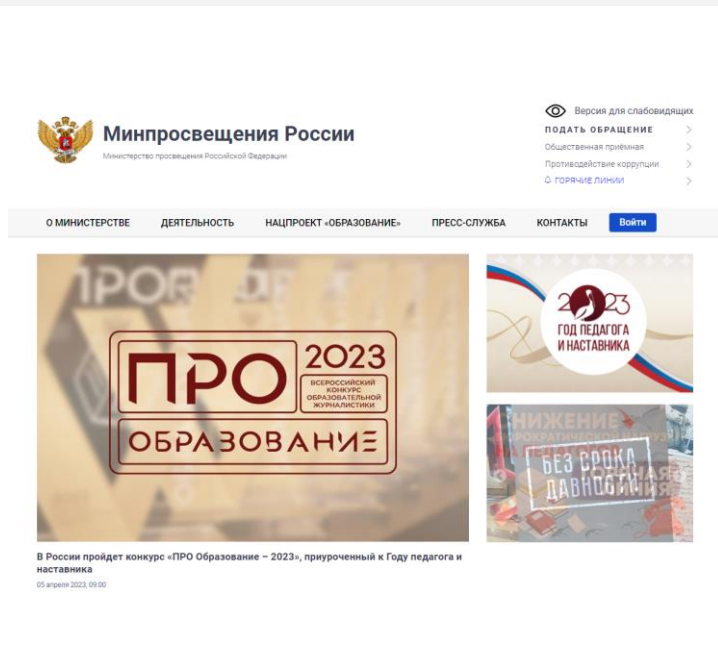 Версия для слабовидящих
Минпросвещения России
Министерство просвещения Российской Федерации
ПОДАТЬ ОБРАЩЕНИЕ
Общественная приёмная
Противодействие коррупции
ГОРЯЧИЕ ЛИНИИ
О МИНИСТЕРСТВЕ ДЕЯТЕЛЬНОСТЬ НАЦПРОЕКТ «ОБРАЗОВАНИЕ» ПРЕСС-СЛУЖБА КОНТАКТЫ Войти
ПРО
2023
ВСЕРОССИЙСКИЙ
КОНКУРС
ОБРАЗОВАТЕЛЬНОЙ
ЖУРНАЛИСТИКИ
ОБРАЗОВАНИЕ
2023
ГОД ПЕДАГОГА
И НАСТАВНИКА
БЕЗ СРОКА
ДАВНОСТИ
В России пройдет конкурс «ПРО Образование – 2023», приуроченный к Году педагога и
наставника
05 апреля 2023, 09:00